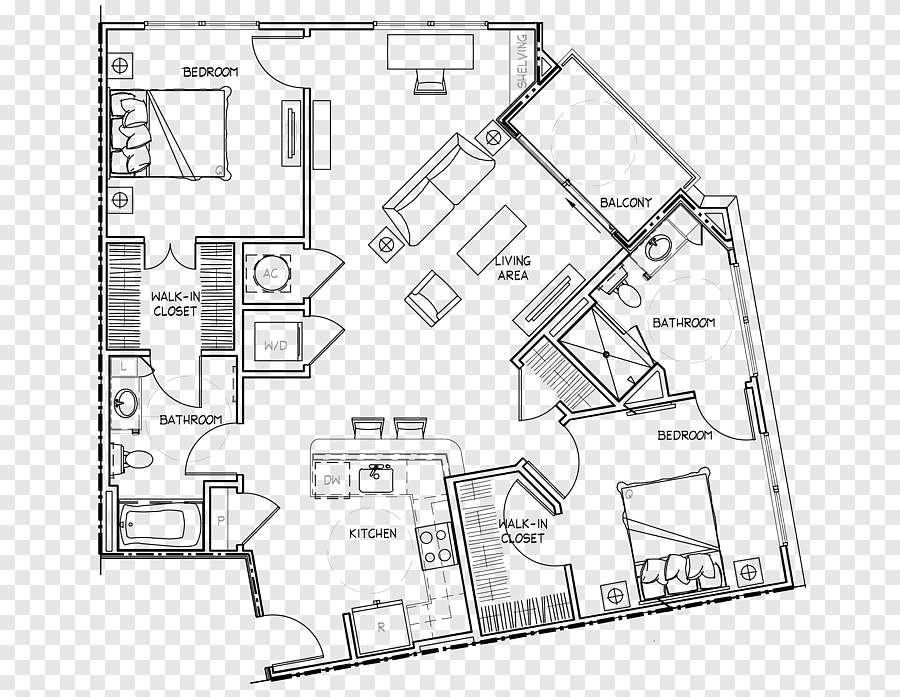 SHELVING
BEDROOM
Q
BALCONY
LIVING
AREA
AC
WALK-IN
CLOSET
BATHROOM
W/D
L
BATHROOM
BEDROOM
DW
Q
P
KITCHEN
WALK-IN
CLOSET
R